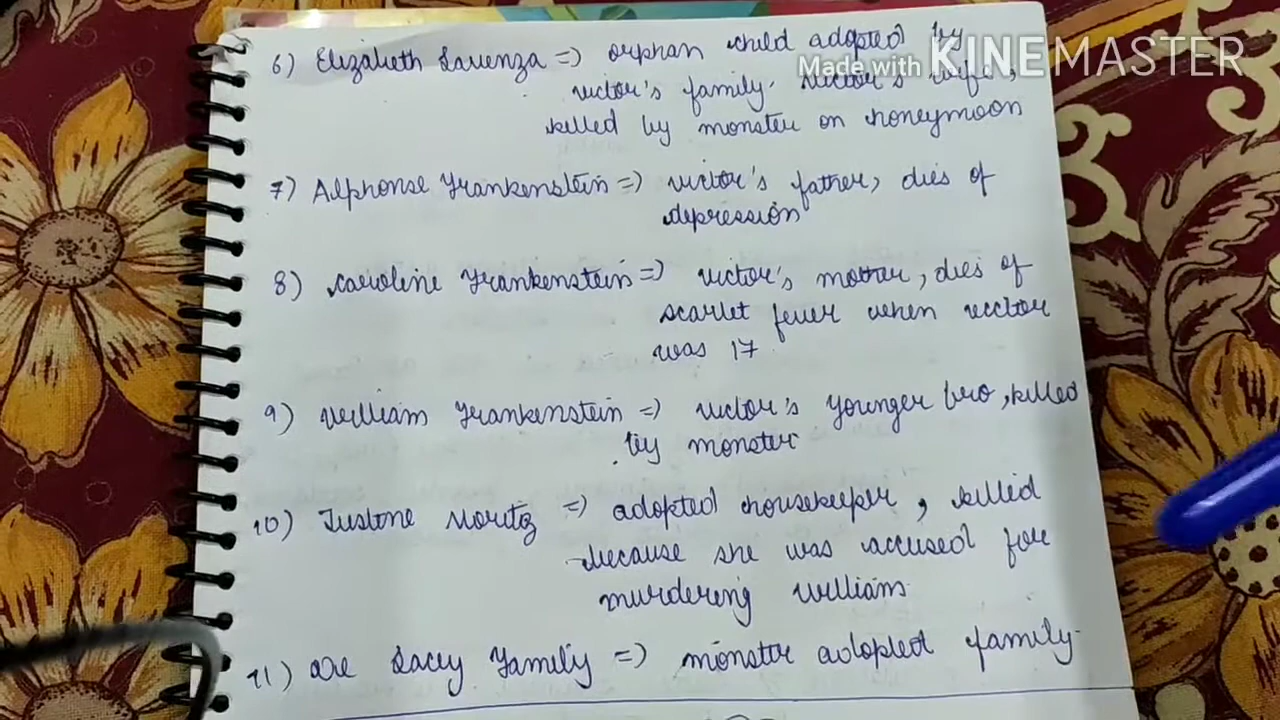 6) Elizabeth Lavenza => orphan child adopted by
Made with KINEMASTER
victor's family. victor's wife,
killed by monster on honeymoon
7) Alphonse Frankenstein => victor's father, dies of
depression
8) Caroline Frankenstein => victor's mother, dies of
scarlet fever when vicctor
was 17
9) William Frankenstein => victor's younger bro, killed
by monster
10) Justine Moritz => adopted housekeeper, killed
because she was accused for
murdering william
11) De Lacey Family => monster adopted family.